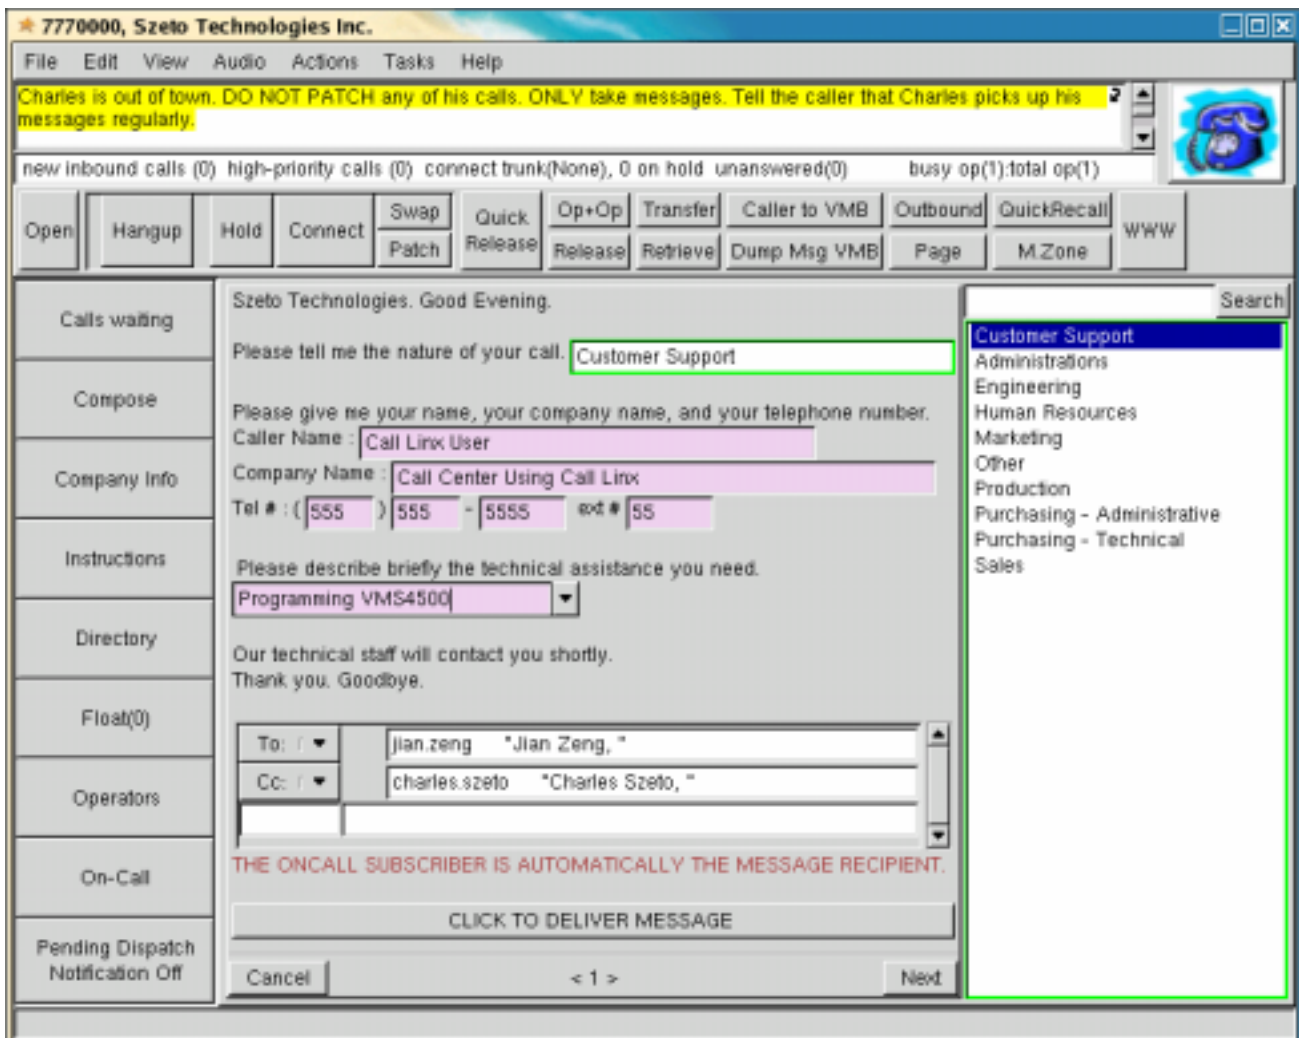 7770000, Szeto Technologies Inc.
File Edit View Audio Actions Tasks Help
Charles is out of town. DO NOT PATCH any of his calls. ONLY take messages. Tell the caller that Charles picks up his
messages regularly.
new inbound calls (0) high-priority calls (0) connect trunk(None), 0 on hold unanswered(0) busy op(1):total op(1)
Open Hangup Hold Connect Swap Patch Quick Release Op+Op Release Transfer Retrieve Caller to VMB Dump Msg VMB Outbound Page QuickRecall M.Zone WWW
Calls waiting
Compose
Company Info
Instructions
Directory
Float(0)
Operators
On-Call
Pending Dispatch
Notification Off
Szeto Technologies. Good Evening.
Please tell me the nature of your call. Customer Support
Please give me your name, your company name, and your telephone number.
Caller Name : Call Linx User
Company Name : Call Center Using Call Linx
Tel # : ( 555 ) 555 - 5555 ext # 55
Please describe briefly the technical assistance you need.
Programming VMS4500
Our technical staff will contact you shortly.
Thank you. Goodbye.
To: jian.zeng "Jian Zeng, "
Cc: charles.szeto "Charles Szeto, "
THE ONCALL SUBSCRIBER IS AUTOMATICALLY THE MESSAGE RECIPIENT.
CLICK TO DELIVER MESSAGE
Cancel < 1 > Next
Search
Customer Support
Administrations
Engineering
Human Resources
Marketing
Other
Production
Purchasing - Administrative
Purchasing - Technical
Sales